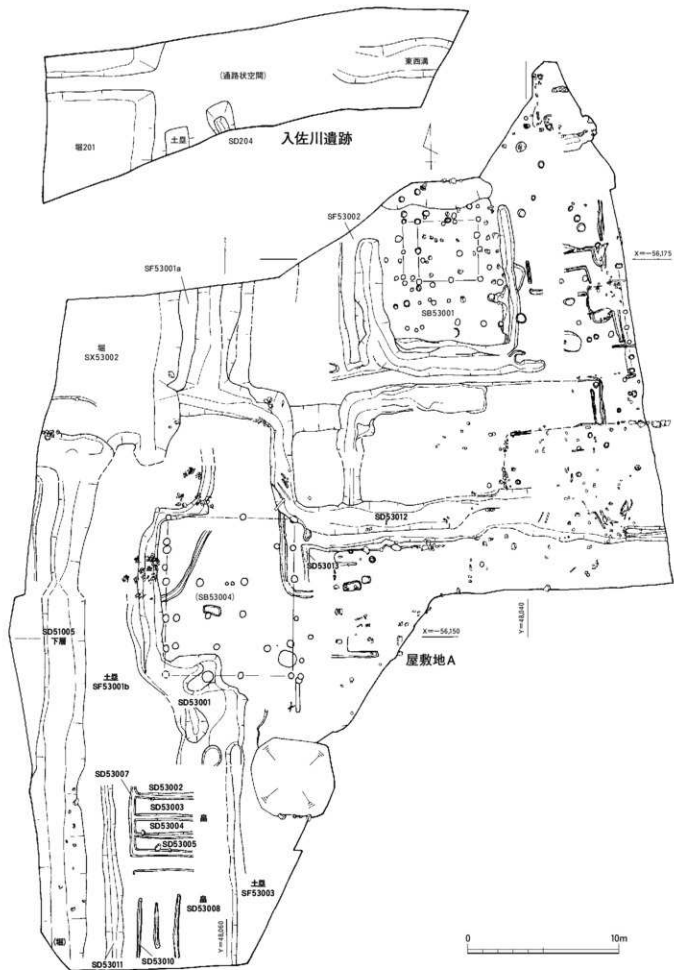 東西溝
(通路状空間)
堀201
土塁
SD204
入佐川遺跡
SF53002
X=-56,175
SF53001a
SB53001
堀
SX53002
SD53012
SD53013
(SB53004)
X=-56,150
Y=48,040
屋敷地A
SD51005
下層
土塁
SF53001b
SD53001
SD53007
SD53002
SD53003
SD53004
SD53005
畠
畠
SD53008
土塁
SF53003
Y=48,060
(堀)
SD53011
SD53010
0
10m